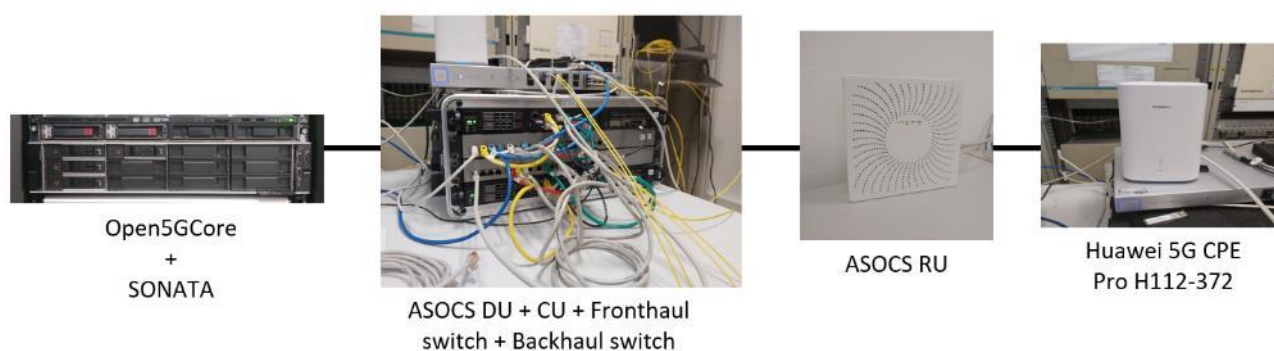 Open5GCore
+
SONATA
ASOCS DU + CU + Fronthaul
switch + Backhaul switch
ASOCS RU
Huawei 5G CPE
Pro H112-372